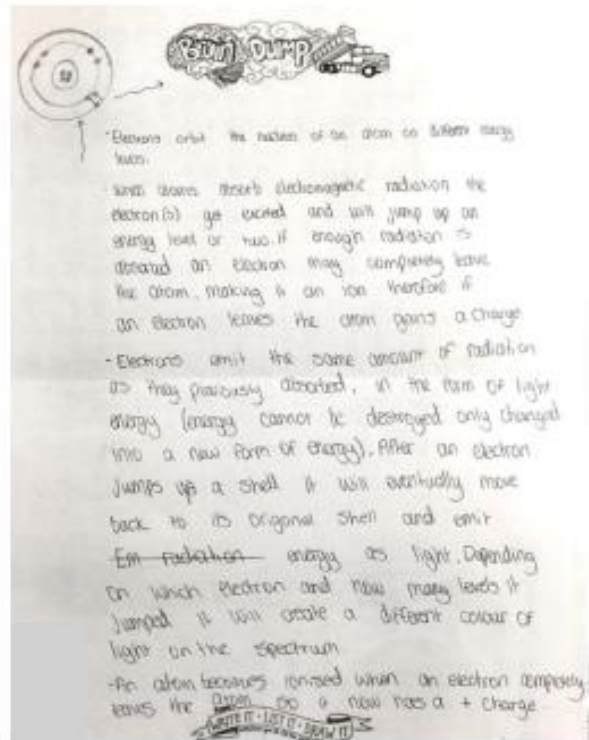 BRAIN DUMP
- Electrons orbit the nucleus of an atom on different energy
levels.
- When atoms absorb electromagnetic radiation the
electron(s) get excited and will jump up an
energy level or two. If enough radiation is
absorbed an electron may completely leave
the atom, making it an ion therefore if
an electron leaves the atom gains a charge
- Electrons emit the same amount of radiation
as they previously absorbed, in the form of light
energy (energy cannot be destroyed only changed
into a new form of energy). After an electron
jumps up a shell it will eventually move
back to its original shell and emit
Em radiation energy as light. Depending
on which electron and how many levels it
jumped it will create a different colour of
light on the spectrum
- An atom becomes ionised when an electron completely
leaves the atom so it now has a + charge
WRITE IT • LIST IT • DRAW IT